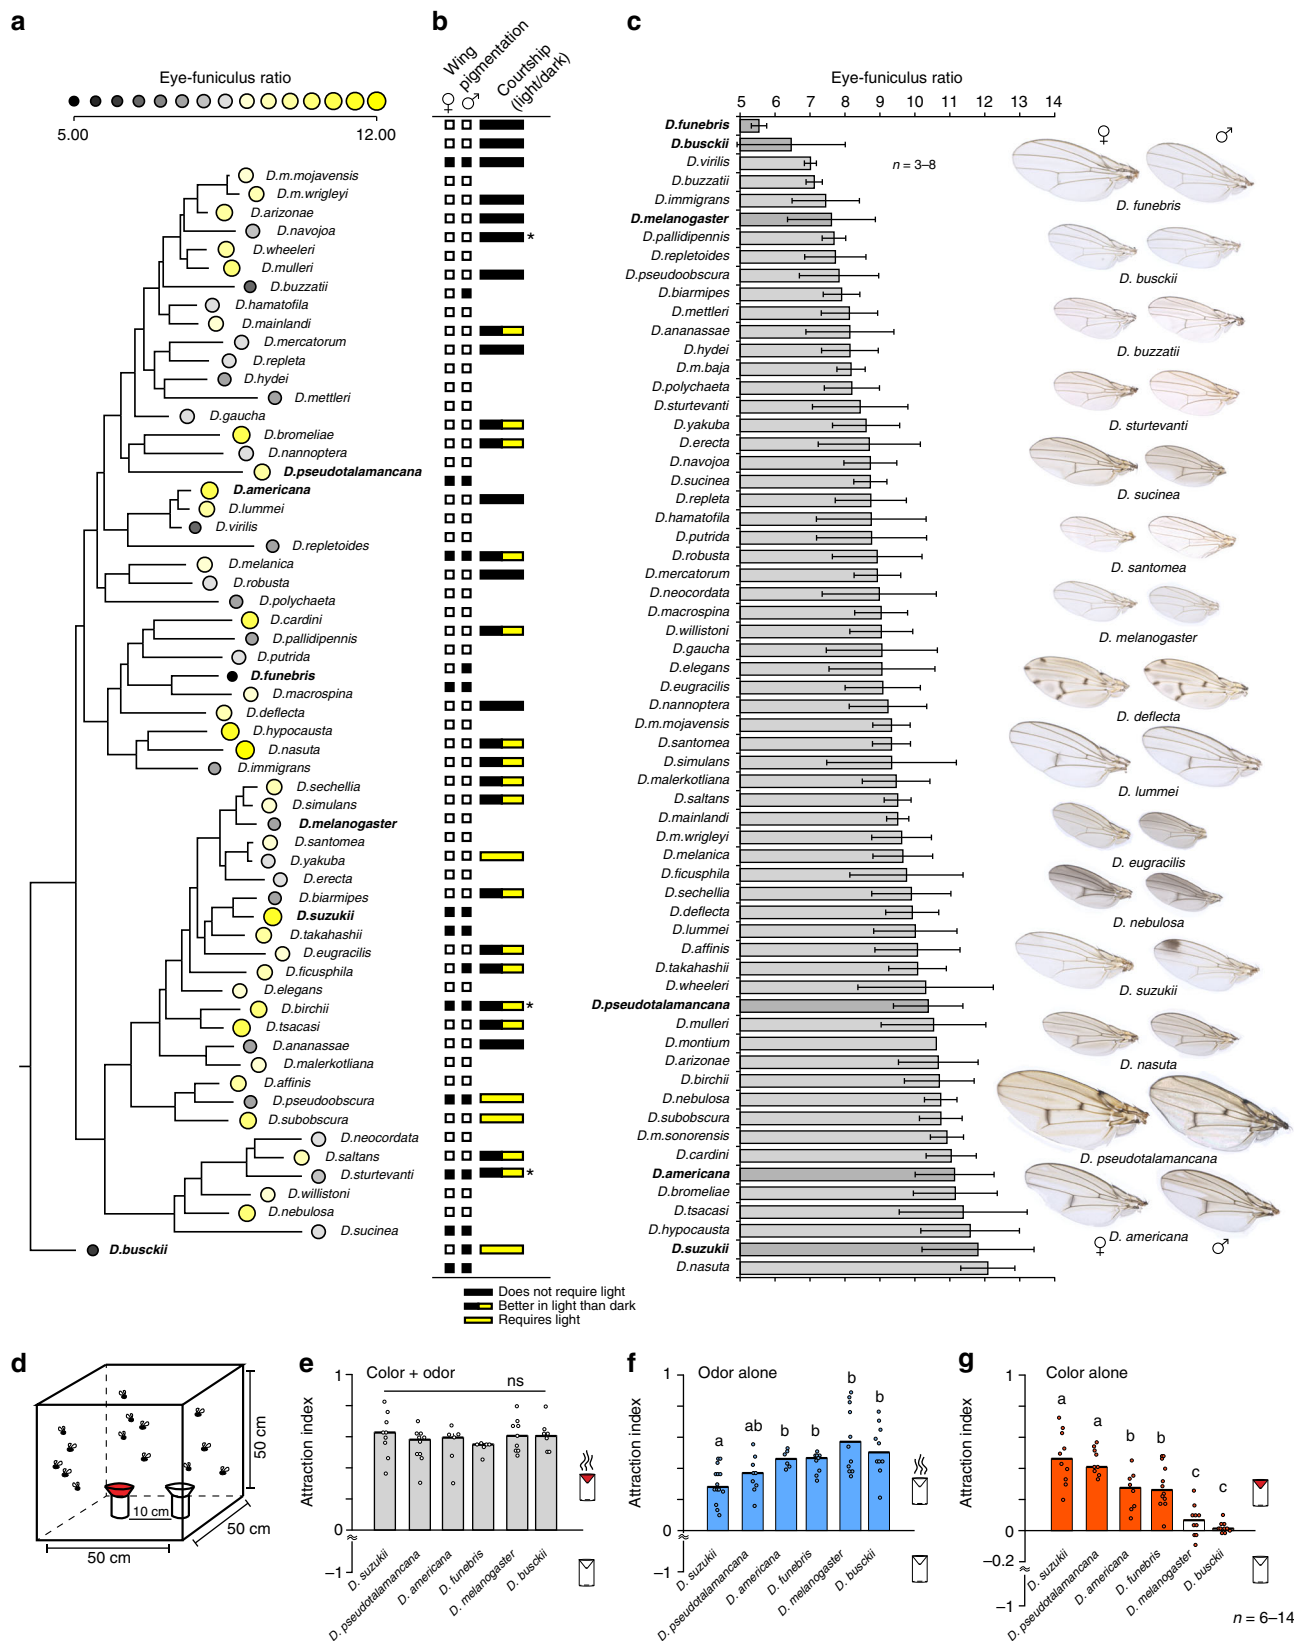 a
Eye-funiculus ratio
5.00
12.00
D.m.mojavensis
D.m.wrigleyi
D.arizonae
D.navojoa
D.wheeleri
D.mulleri
D.buzzatii
D.hamatofila
D.mainlandi
D.mercatorum
D.repleta
D.hydei
D.mettleri
D.gaucha
D.bromeliae
D.nannoptera
D.pseudotalamancana
D.americana
D.lummei
D.virilis
D.repletoides
D.melanica
D.robusta
D.polychaeta
D.cardini
D.pallidipennis
D.putrida
D.funebris
D.macrospina
D.deflecta
D.hypocausta
D.nasuta
D.immigrans
D.sechellia
D.simulans
D.melanogaster
D.santomea
D.yakuba
D.erecta
D.biarmipes
D.suzukii
D.takahashii
D.eugracilis
D.ficusphila
D.elegans
D.birchii
D.tsacasi
D.ananassae
D.malerkotliana
D.affinis
D.pseudoobscura
D.subobscura
D.neocordata
D.saltans
D.sturtevanti
D.willistoni
D.nebulosa
D.sucinea
D.busckii
b
Wing
pigmentation
Courtship
(light/dark)
♀ ♂
*
*
*
Does not require light
Better in light than dark
Requires light
c
Eye-funiculus ratio
5 6 7 8 9 10 11 12 13 14
n = 3–8
D.funebris
D.busckii
D.virilis
D.buzzatii
D.immigrans
D.melanogaster
D.pallidipennis
D.repletoides
D.pseudoobscura
D.biarmipes
D.mettleri
D.ananassae
D.hydei
D.m.baja
D.polychaeta
D.sturtevanti
D.yakuba
D.erecta
D.navojoa
D.sucinea
D.repleta
D.hamatofila
D.putrida
D.robusta
D.mercatorum
D.neocordata
D.macrospina
D.willistoni
D.gaucha
D.elegans
D.eugracilis
D.nannoptera
D.m.mojavensis
D.santomea
D.simulans
D.malerkotliana
D.saltans
D.mainlandi
D.m.wrigleyi
D.melanica
D.ficusphila
D.sechellia
D.deflecta
D.lummei
D.affinis
D.takahashii
D.wheeleri
D.pseudotalamancana
D.mulleri
D.montium
D.arizonae
D.birchii
D.nebulosa
D.subobscura
D.m.sonorensis
D.cardini
D.americana
D.bromeliae
D.tsacasi
D.hypocausta
D.suzukii
D.nasuta
♀ ♂
D. funebris
D. busckii
D. buzzatii
D. sturtevanti
D. sucinea
D. santomea
D. melanogaster
D. deflecta
D. lummei
D. eugracilis
D. nebulosa
D. suzukii
D. nasuta
D. pseudotalamancana
D. americana
♀ ♂
d
50 cm
10 cm
50 cm
50 cm
e
Color + odor
ns
Attraction index
1
0
≈
−1
D. suzukii
D. pseudotalamancana
D. americana
D. funebris
D. melanogaster
D. busckii
f
Odor alone
Attraction index
1
0
≈
−1
a ab b b b b
D. suzukii
D. pseudotalamancana
D. americana
D. funebris
D. melanogaster
D. busckii
g
Color alone
Attraction index
1
0
−0.2
≈
−1
a a b b c c
D. suzukii
D. pseudotalamancana
D. americana
D. funebris
D. melanogaster
D. busckii
n = 6–14